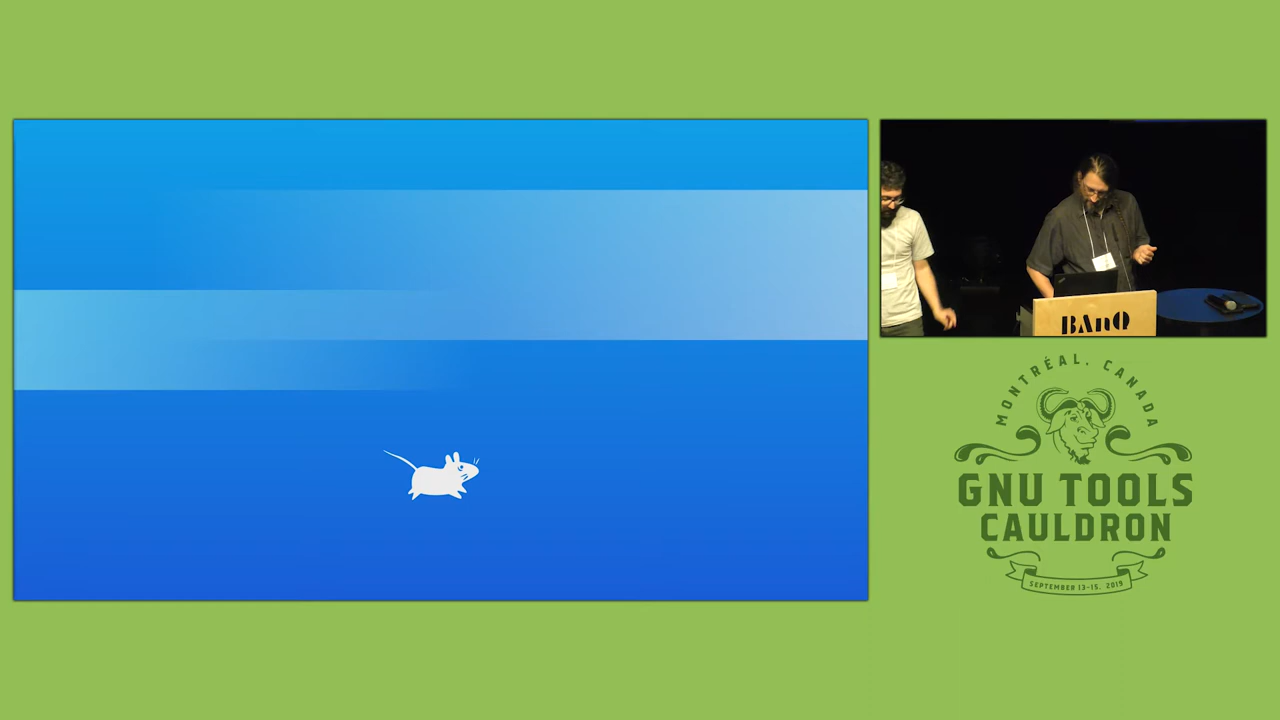 BAnQ
MONTRÉAL, CANADA
GNU TOOLS
CAULDRON
SEPTEMBER 13-15, 2019